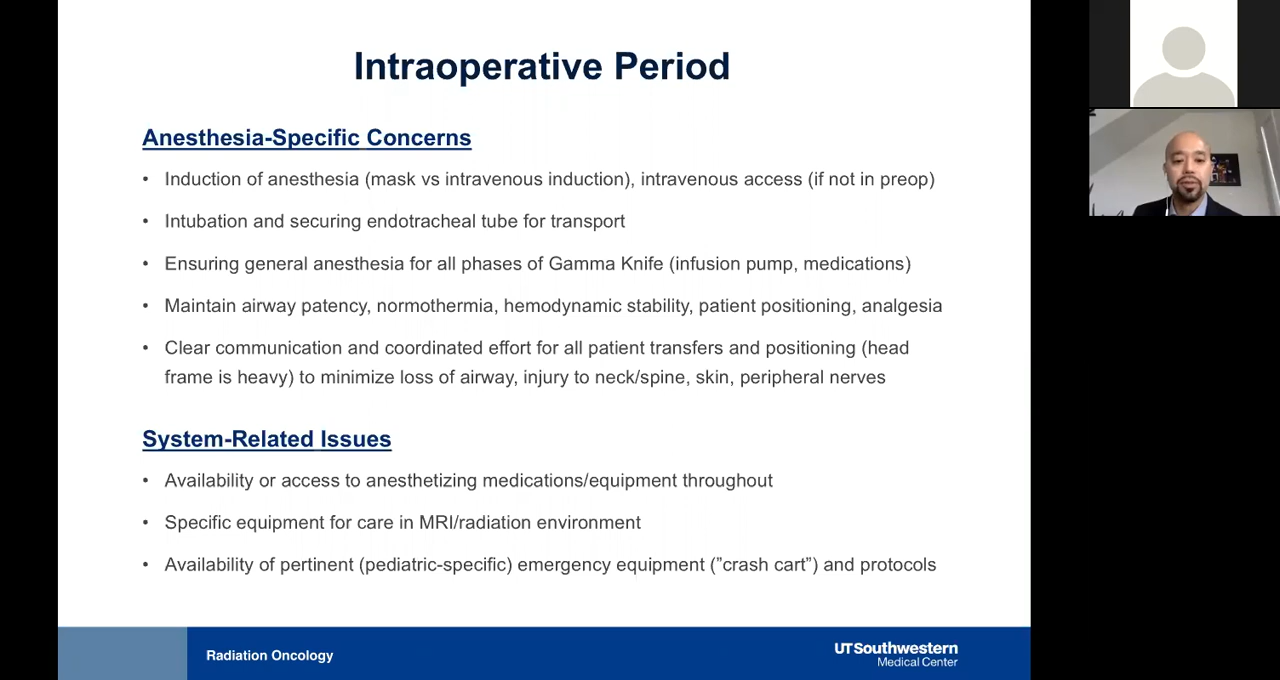 Intraoperative Period
Anesthesia-Specific Concerns
• Induction of anesthesia (mask vs intravenous induction), intravenous access (if not in preop)
• Intubation and securing endotracheal tube for transport
• Ensuring general anesthesia for all phases of Gamma Knife (infusion pump, medications)
• Maintain airway patency, normothermia, hemodynamic stability, patient positioning, analgesia
• Clear communication and coordinated effort for all patient transfers and positioning (head
frame is heavy) to minimize loss of airway, injury to neck/spine, skin, peripheral nerves
System-Related Issues
• Availability or access to anesthetizing medications/equipment throughout
• Specific equipment for care in MRI/radiation environment
• Availability of pertinent (pediatric-specific) emergency equipment (”crash cart”) and protocols
Radiation Oncology
UTSouthwestern
Medical Center